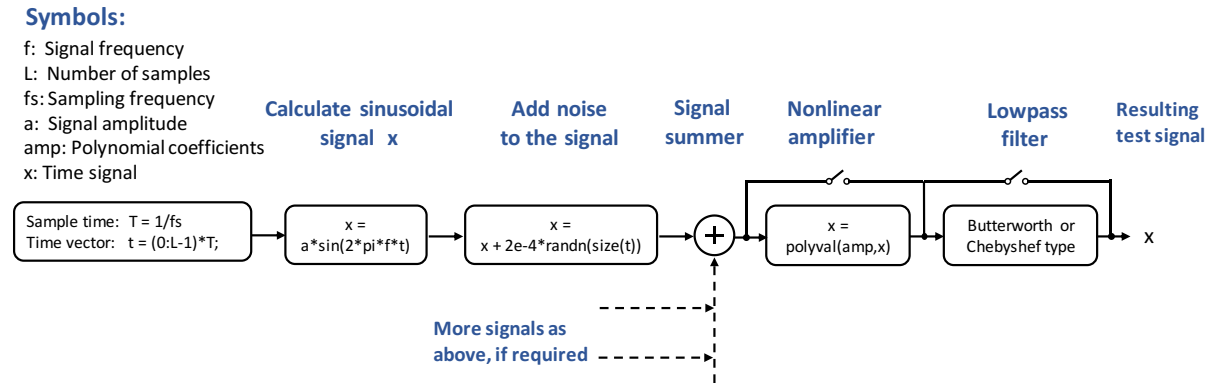 Symbols:
f: Signal frequency
L: Number of samples
fs: Sampling frequency
a: Signal amplitude
amp: Polynomial coefficients
x: Time signal
Calculate sinusoidal
signal x
Add noise
to the signal
Signal
summer
Nonlinear
amplifier
Lowpass
filter
Resulting
test signal
Sample time: T = 1/fs
Time vector: t = (0:L-1)*T;
x =
a*sin(2*pi*f*t)
x =
x + 2e-4*randn(size(t))
+
x =
polyval(amp,x)
Butterworth or
Chebyshef type
x
More signals as
above, if required